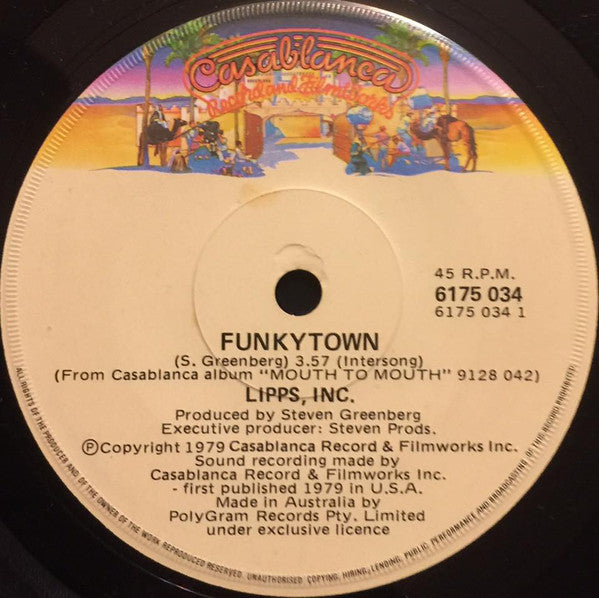 Casablanca
Record and FilmWorks
45 R.P.M.
6175 034
6175 034 1
FUNKYTOWN
(S. Greenberg) 3.57 (Intersong)
(From Casablanca album "MOUTH TO MOUTH" 9128 042)
LIPPS, INC.
Produced by Steven Greenberg
Executive producer: Steven Prods.
Ⓟ Copyright 1979 Casablanca Record & Filmworks Inc.
Sound recording made by
Casablanca Record & Filmworks Inc.
- first published 1979 in U.S.A.
Made in Australia by
PolyGram Records Pty. Limited
under exclusive licence
ALL RIGHTS OF THE PRODUCER AND OF THE OWNER OF THE WORK REPRODUCED RESERVED. UNAUTHORISED COPYING, HIRING, LENDING, PUBLIC PERFORMANCE AND BROADCASTING OF THIS RECORD PROHIBITED